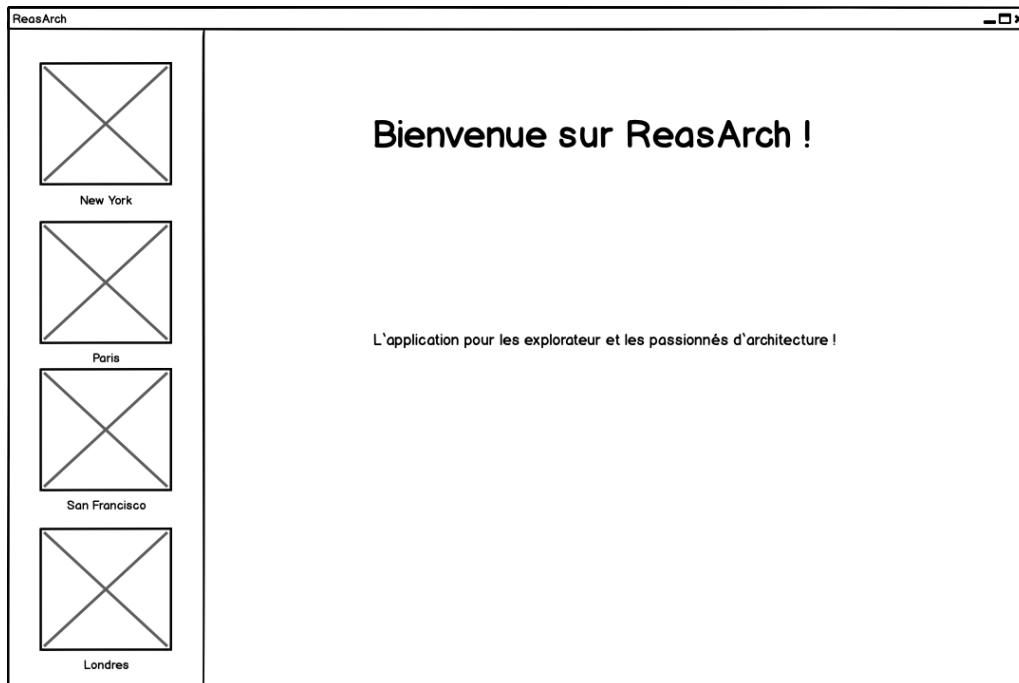 ReasArch
New York
Paris
San Francisco
Londres
Bienvenue sur ReasArch !
L`application pour les explorateur et les passionnés d`architecture !